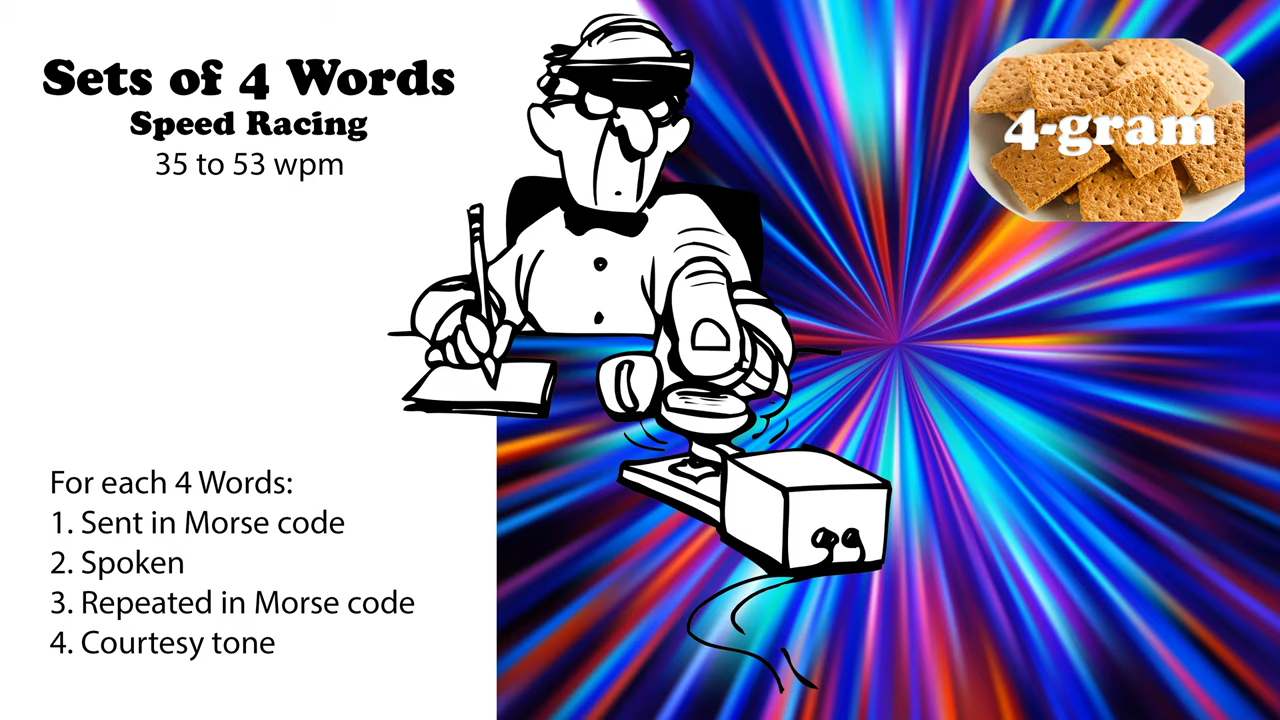 Sets of 4 Words
Speed Racing
35 to 53 wpm
4-gram
For each 4 Words:
1. Sent in Morse code
2. Spoken
3. Repeated in Morse code
4. Courtesy tone